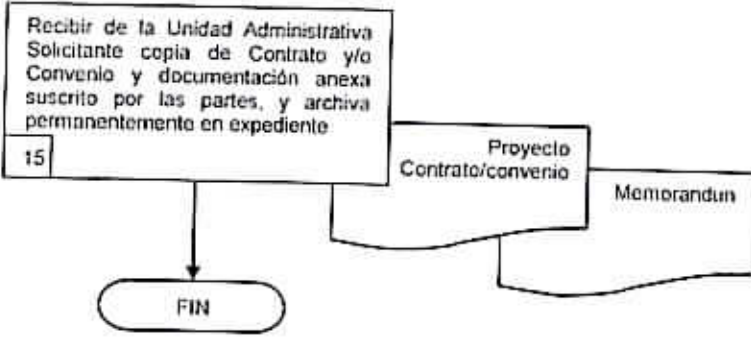 Recibir de la Unidad Administrativa
Solicitante copia de Contrato y/o
Convenio y documentación anexa
suscrito por las partes, y archiva
permanentemente en expediente
15
Proyecto
Contrato/convenio
Memorandun
FIN